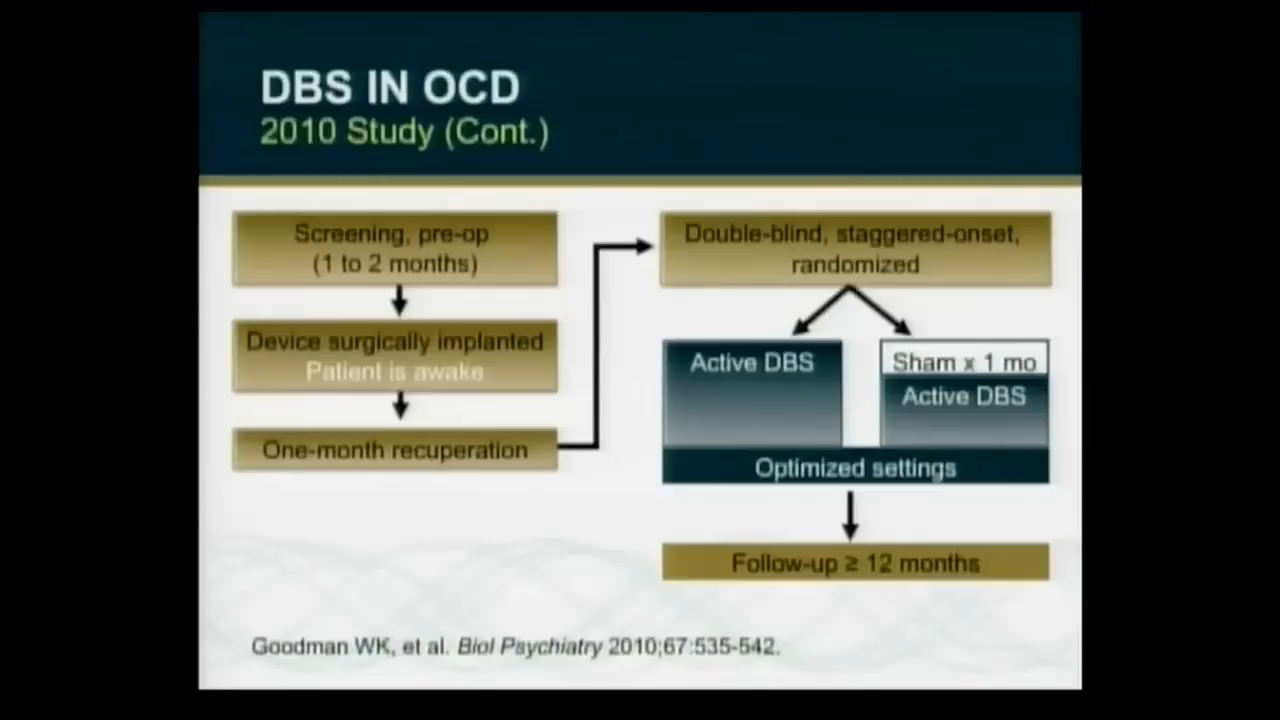 DBS IN OCD
2010 Study (Cont.)
Screening, pre-op
(1 to 2 months)
Device surgically implanted
Patient is awake
One-month recuperation
Double-blind, staggered-onset,
randomized
Active DBS
Sham x 1 mo
Active DBS
Optimized settings
Follow-up ≥ 12 months
Goodman WK, et al. Biol Psychiatry 2010;67:535-542.